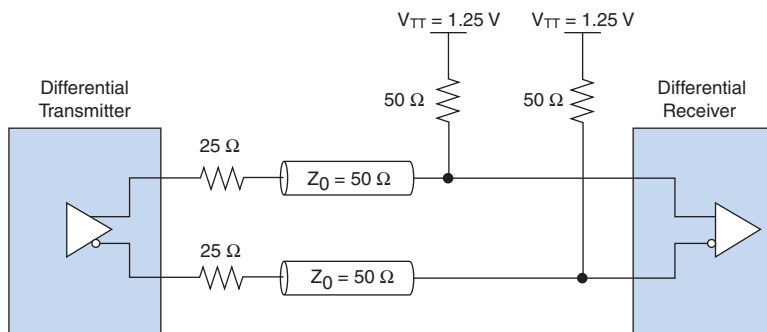 V_TT = 1.25 V V_TT = 1.25 V
Differential
Transmitter
Differential
Receiver
50 Ω 50 Ω
25 Ω
Z_0 = 50 Ω
25 Ω
Z_0 = 50 Ω